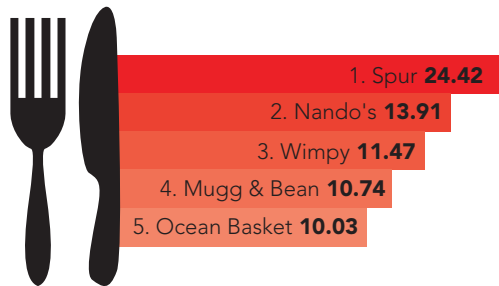 1. Spur 24.42
2. Nando's 13.91
3. Wimpy 11.47
4. Mugg & Bean 10.74
5. Ocean Basket 10.03